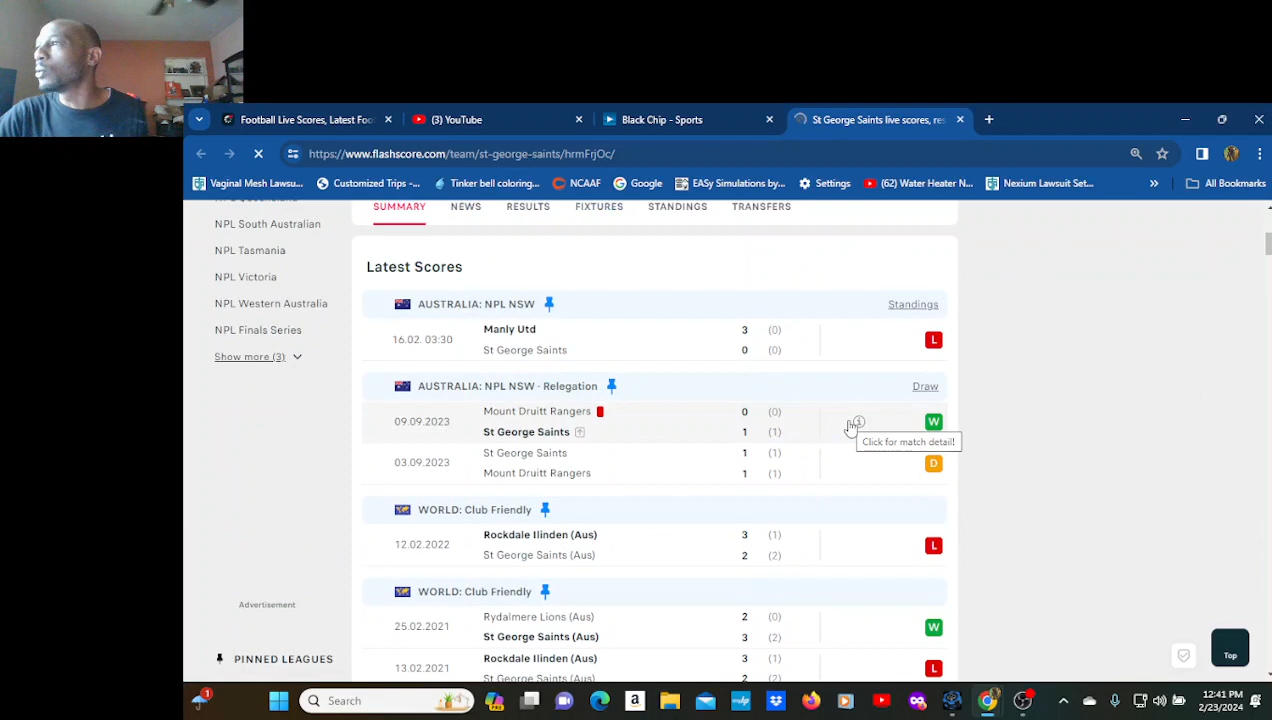 Football Live Scores, Latest Foo
(3) YouTube
Black Chip - Sports
St George Saints live scores, res
https://www.flashscore.com/team/st-george-saints/hrmFrjOc/
Vaginal Mesh Lawsu...
Customized Trips -...
Tinker bell coloring...
NCAAF
Google
EASy Simulations by...
Settings
(62) Water Heater N...
Nexium Lawsuit Set...
»
All Bookmarks
NPL South Australian
NPL Tasmania
NPL Victoria
NPL Western Australia
NPL Finals Series
Show more (3)
Advertisement
PINNED LEAGUES
SUMMARY NEWS RESULTS FIXTURES STANDINGS TRANSFERS
Latest Scores
AUSTRALIA: NPL NSW Standings
16.02. 03:30
Manly Utd 3 (0)
St George Saints 0 (0)
L
AUSTRALIA: NPL NSW - Relegation Draw
09.09.2023
Mount Druitt Rangers 0 (0)
St George Saints 1 (1)
W
Click for match detail!
03.09.2023
St George Saints 1 (1)
Mount Druitt Rangers 1 (1)
D
WORLD: Club Friendly
12.02.2022
Rockdale Ilinden (Aus) 3 (1)
St George Saints (Aus) 2 (2)
L
WORLD: Club Friendly
25.02.2021
Rydalmere Lions (Aus) 2 (0)
St George Saints (Aus) 3 (2)
W
13.02.2021
Rockdale Ilinden (Aus) 3 (1)
St George Saints (Aus) 2 (2)
L
Top
1
Search
PRE
12:41 PM
2/23/2024